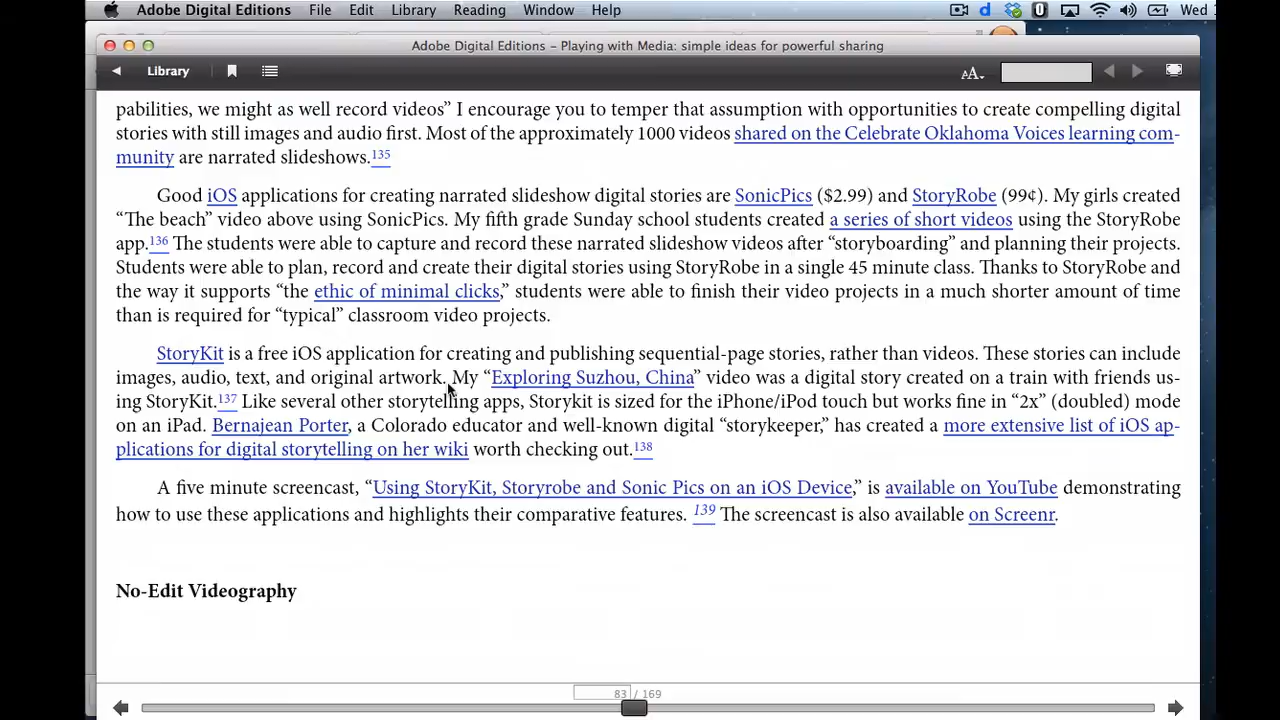 Adobe Digital Editions File Edit Library Reading Window Help Wed
Adobe Digital Editions – Playing with Media: simple ideas for powerful sharing
Library
AA
pabilities, we might as well record videos” I encourage you to temper that assumption with opportunities to create compelling digital
stories with still images and audio first. Most of the approximately 1000 videos shared on the Celebrate Oklahoma Voices learning com-
munity are narrated slideshows.135
Good iOS applications for creating narrated slideshow digital stories are SonicPics ($2.99) and StoryRobe (99¢). My girls created
“The beach” video above using SonicPics. My fifth grade Sunday school students created a series of short videos using the StoryRobe
app.136 The students were able to capture and record these narrated slideshow videos after “storyboarding” and planning their projects.
Students were able to plan, record and create their digital stories using StoryRobe in a single 45 minute class. Thanks to StoryRobe and
the way it supports “the ethic of minimal clicks,” students were able to finish their video projects in a much shorter amount of time
than is required for “typical” classroom video projects.
StoryKit is a free iOS application for creating and publishing sequential-page stories, rather than videos. These stories can include
images, audio, text, and original artwork. My “Exploring Suzhou, China” video was a digital story created on a train with friends us-
ing StoryKit.137 Like several other storytelling apps, Storykit is sized for the iPhone/iPod touch but works fine in “2x” (doubled) mode
on an iPad. Bernajean Porter, a Colorado educator and well-known digital “storykeeper,” has created a more extensive list of iOS ap-
plications for digital storytelling on her wiki worth checking out.138
A five minute screencast, “Using StoryKit, Storyrobe and Sonic Pics on an iOS Device,” is available on YouTube demonstrating
how to use these applications and highlights their comparative features. 139 The screencast is also available on Screenr.
No-Edit Videography
83 / 169